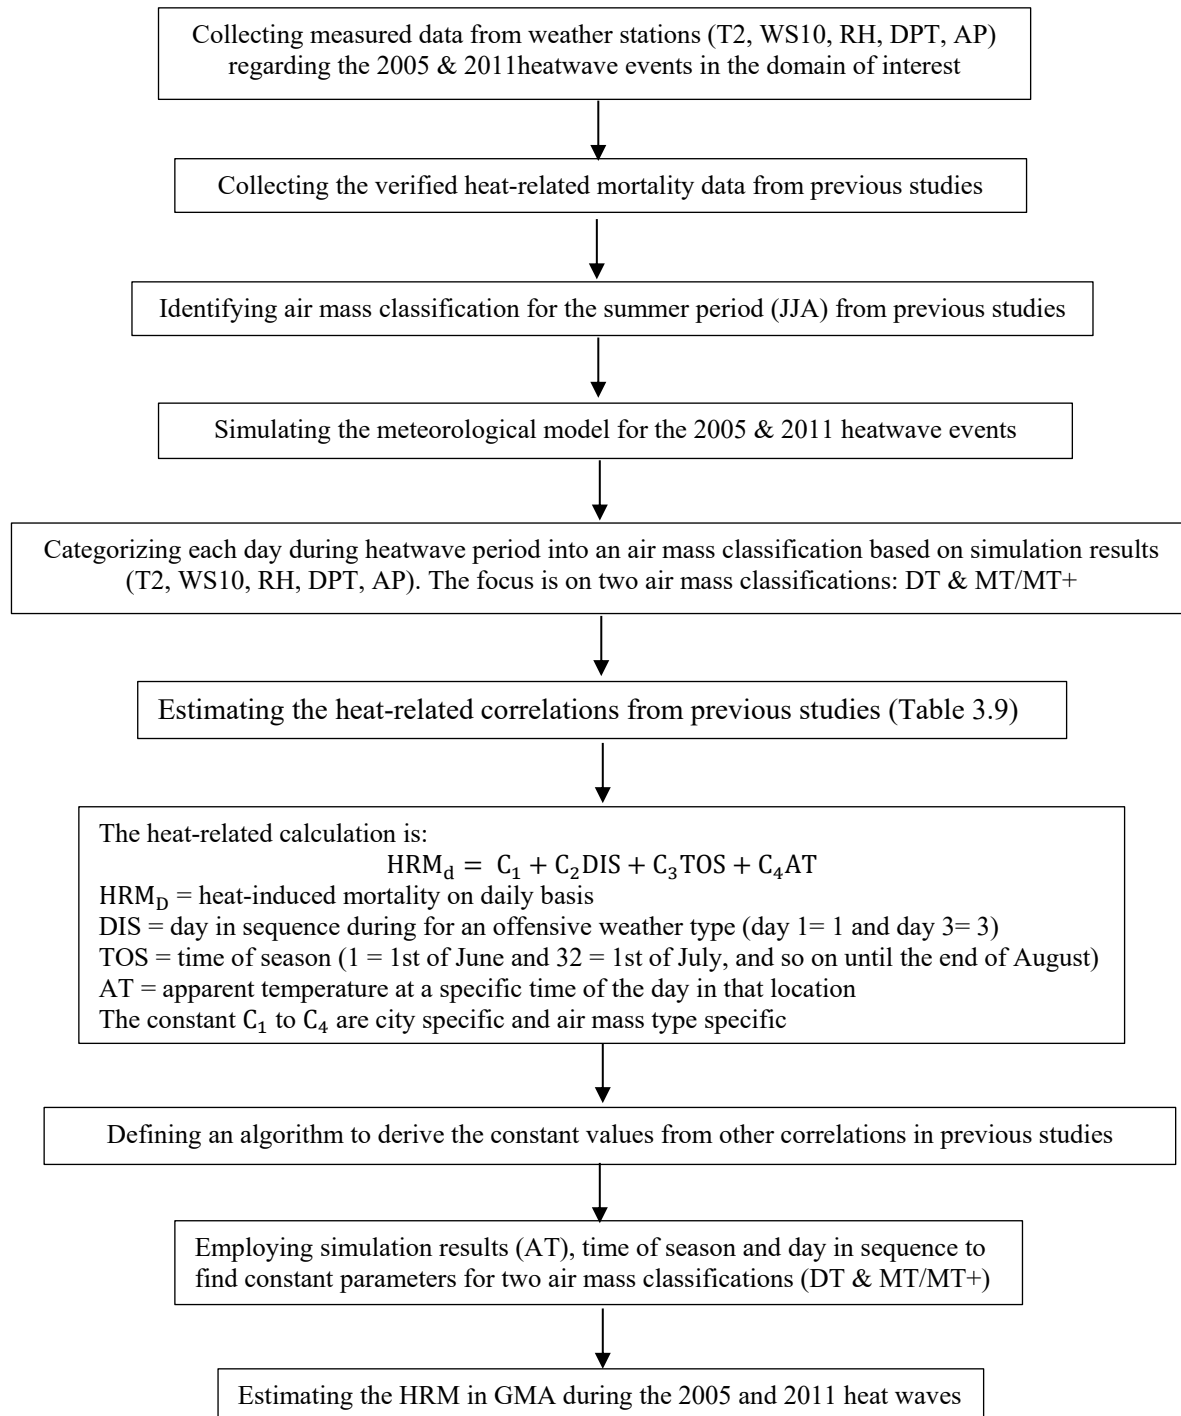 Collecting measured data from weather stations (T2, WS10, RH, DPT, AP)
regarding the 2005 & 2011heatwave events in the domain of interest
Collecting the verified heat-related mortality data from previous studies
Identifying air mass classification for the summer period (JJA) from previous studies
Simulating the meteorological model for the 2005 & 2011 heatwave events
Categorizing each day during heatwave period into an air mass classification based on simulation results
(T2, WS10, RH, DPT, AP). The focus is on two air mass classifications: DT & MT/MT+
Estimating the heat-related correlations from previous studies (Table 3.9)
The heat-related calculation is:
HRM_d = C_1 + C_2DIS + C_3TOS + C_4AT
HRM_D = heat-induced mortality on daily basis
DIS = day in sequence during for an offensive weather type (day 1= 1 and day 3= 3)
TOS = time of season (1 = 1st of June and 32 = 1st of July, and so on until the end of August)
AT = apparent temperature at a specific time of the day in that location
The constant C_1 to C_4 are city specific and air mass type specific
Defining an algorithm to derive the constant values from other correlations in previous studies
Employing simulation results (AT), time of season and day in sequence to
find constant parameters for two air mass classifications (DT & MT/MT+)
Estimating the HRM in GMA during the 2005 and 2011 heat waves